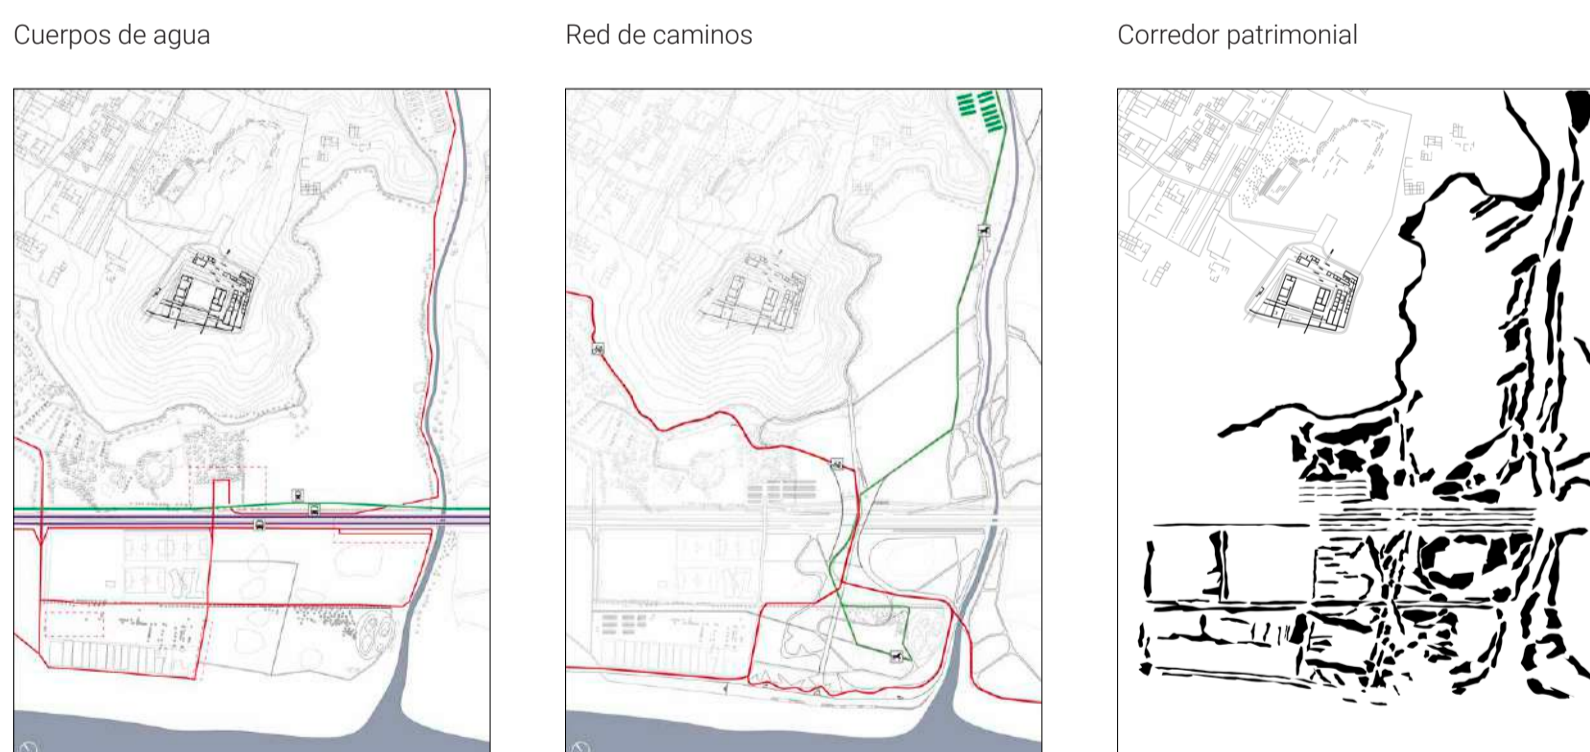 Cuerpos de agua
Red de caminos
Corredor patrimonial